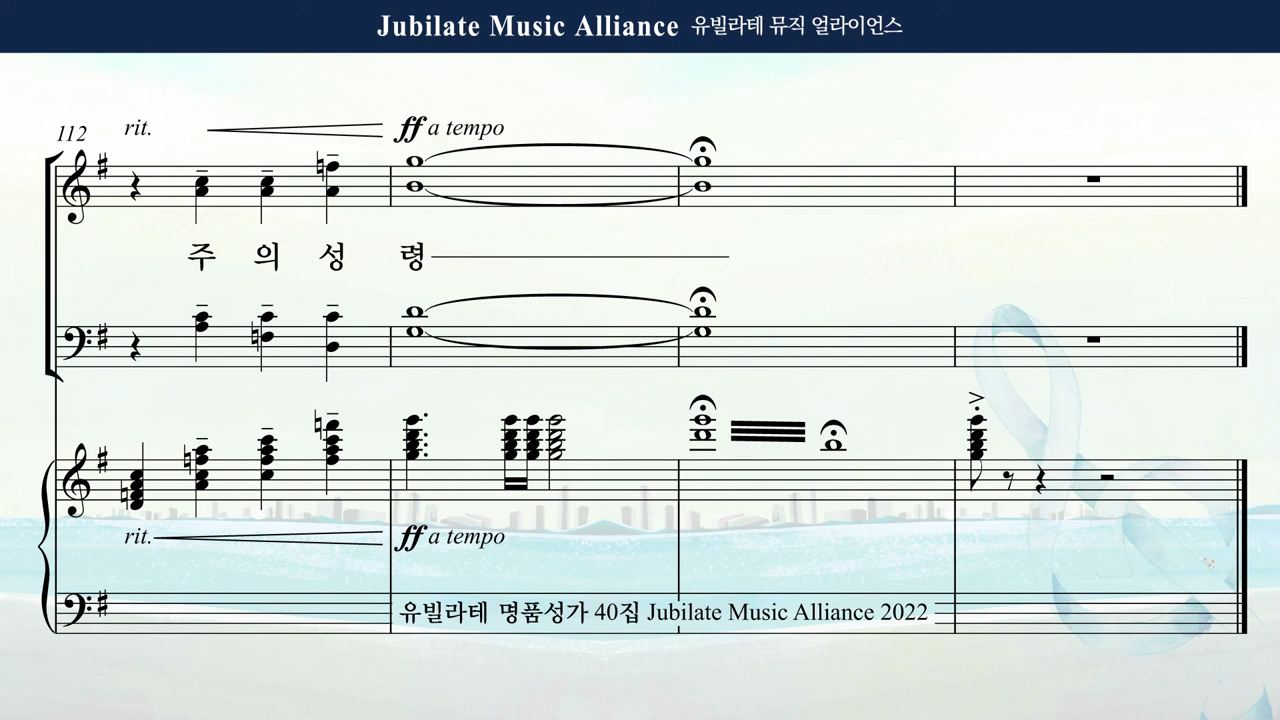 Jubilate Music Alliance 유빌라테 뮤직 얼라이언스
112 rit. ff a tempo
주 의 성 령
rit. ff a tempo
유빌라테 명품성가 40집 Jubilate Music Alliance 2022